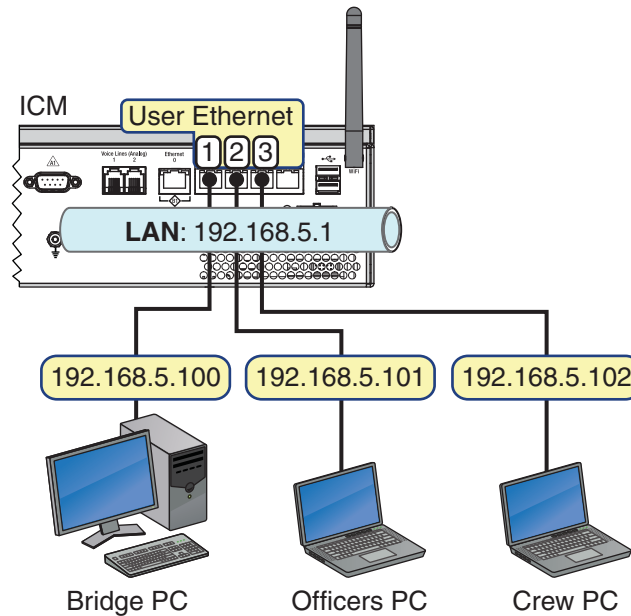 ICM
User Ethernet
1 2 3
Voice Lines (Analog)
1 2
Ethernet
0
A1
WiFi
LAN: 192.168.5.1
192.168.5.100
192.168.5.101
192.168.5.102
Bridge PC
Officers PC
Crew PC